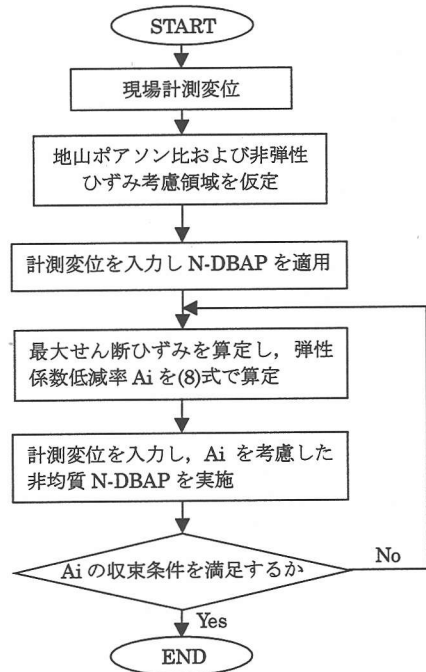 START
現場計測変位
地山ポアソン比および非弾性
ひずみ考慮領域を仮定
計測変位を入力し N-DBAP を適用
最大せん断ひずみを算定し，弾性
係数低減率 Ai を(8)式で算定
計測変位を入力し，Ai を考慮した
非均質 N-DBAP を実施
Ai の収束条件を満足するか
No
Yes
END